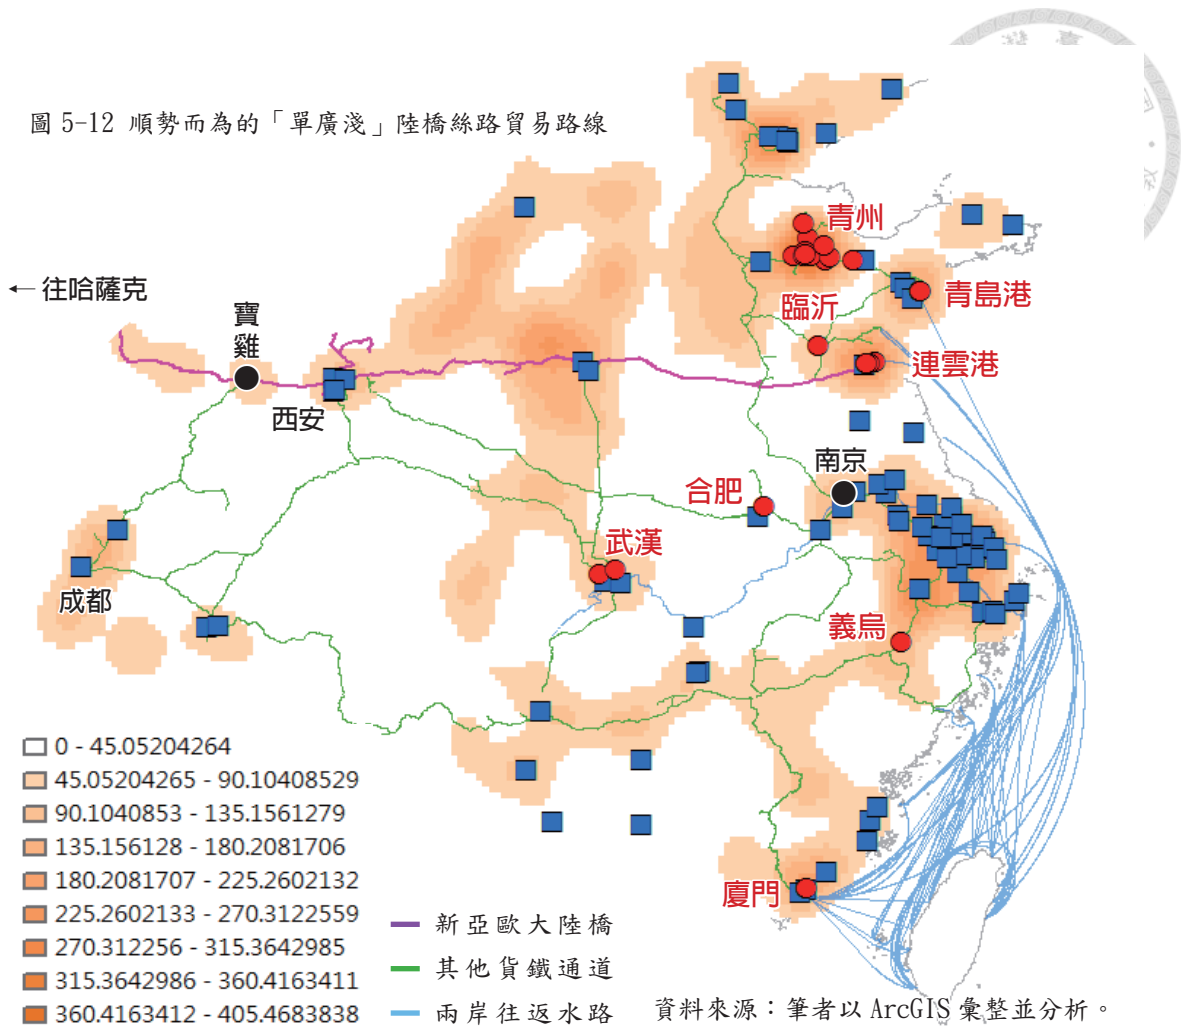 圖 5-12 順勢而為的「單廣淺」陸橋絲路貿易路線
青州
← 往哈薩克
臨沂
青島港
寶
雞
連雲港
西安
南京
合肥
武漢
成都
義烏
廈門
0 - 45.05204264
45.05204265 - 90.10408529
90.1040853 - 135.1561279
135.156128 - 180.2081706
180.2081707 - 225.2602132
225.2602133 - 270.3122559
270.312256 - 315.3642985
315.3642986 - 360.4163411
360.4163412 - 405.4683838
新亞歐大陸橋
其他貨鐵通道
兩岸往返水路
資料來源：筆者以 ArcGIS 彙整並分析。